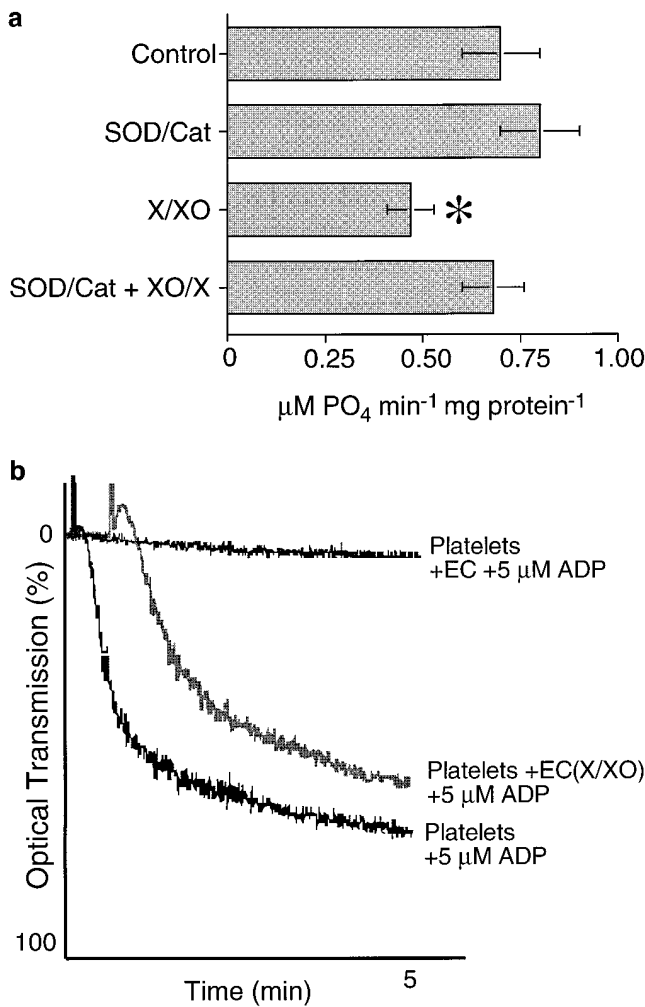 a
Control
SOD/Cat
X/XO
*
SOD/Cat + XO/X
0 0.25 0.50 0.75 1.00
µM PO₄ min⁻¹ mg protein⁻¹
b
0
Optical Transmission (%)
100
Platelets
+EC +5 µM ADP
Platelets +EC(X/XO)
+5 µM ADP
Platelets
+5 µM ADP
Time (min)
5